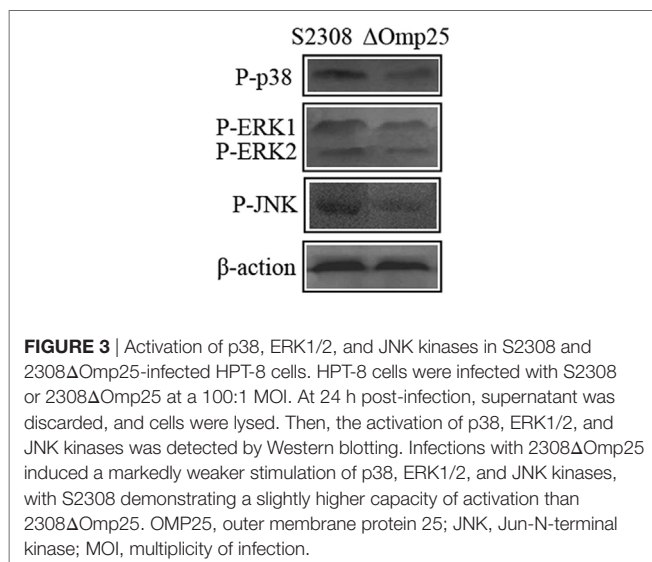 S2308 ΔOmp25
P-p38
P-ERK1
P-ERK2
P-JNK
β-action
FIGURE 3 | Activation of p38, ERK1/2, and JNK kinases in S2308 and
2308ΔOmp25-infected HPT-8 cells. HPT-8 cells were infected with S2308
or 2308ΔOmp25 at a 100:1 MOI. At 24 h post-infection, supernatant was
discarded, and cells were lysed. Then, the activation of p38, ERK1/2, and
JNK kinases was detected by Western blotting. Infections with 2308ΔOmp25
induced a markedly weaker stimulation of p38, ERK1/2, and JNK kinases,
with S2308 demonstrating a slightly higher capacity of activation than
2308ΔOmp25. OMP25, outer membrane protein 25; JNK, Jun-N-terminal
kinase; MOI, multiplicity of infection.